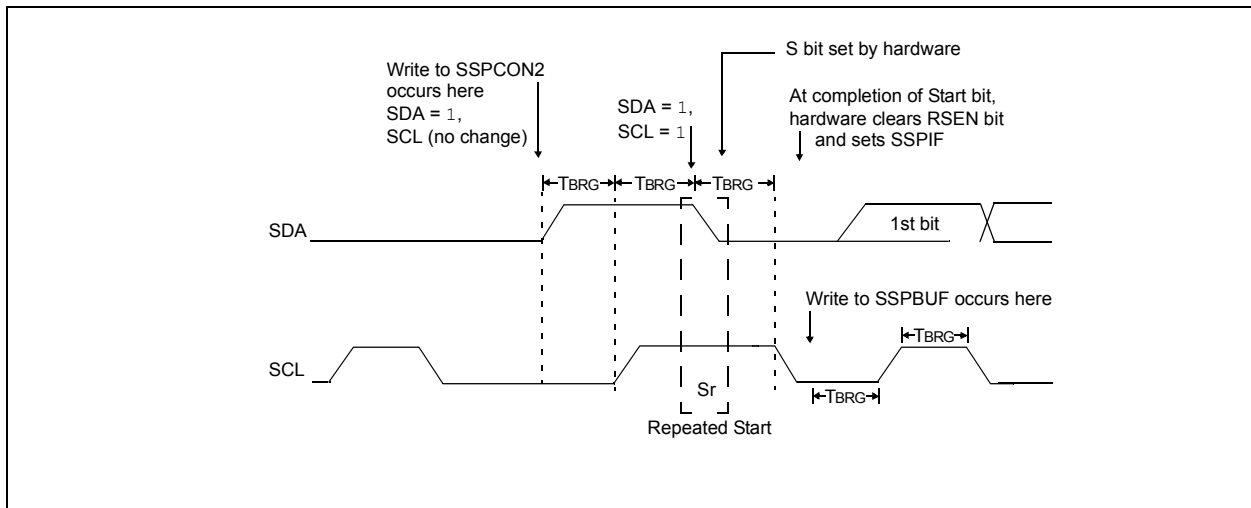 S bit set by hardware
Write to SSPCON2
occurs here
SDA = 1,
SCL (no change)
SDA = 1,
SCL = 1
At completion of Start bit,
hardware clears RSEN bit
and sets SSPIF
TBRG TBRG TBRG
SDA
1st bit
Write to SSPBUF occurs here
TBRG
SCL
Sr
TBRG
Repeated Start